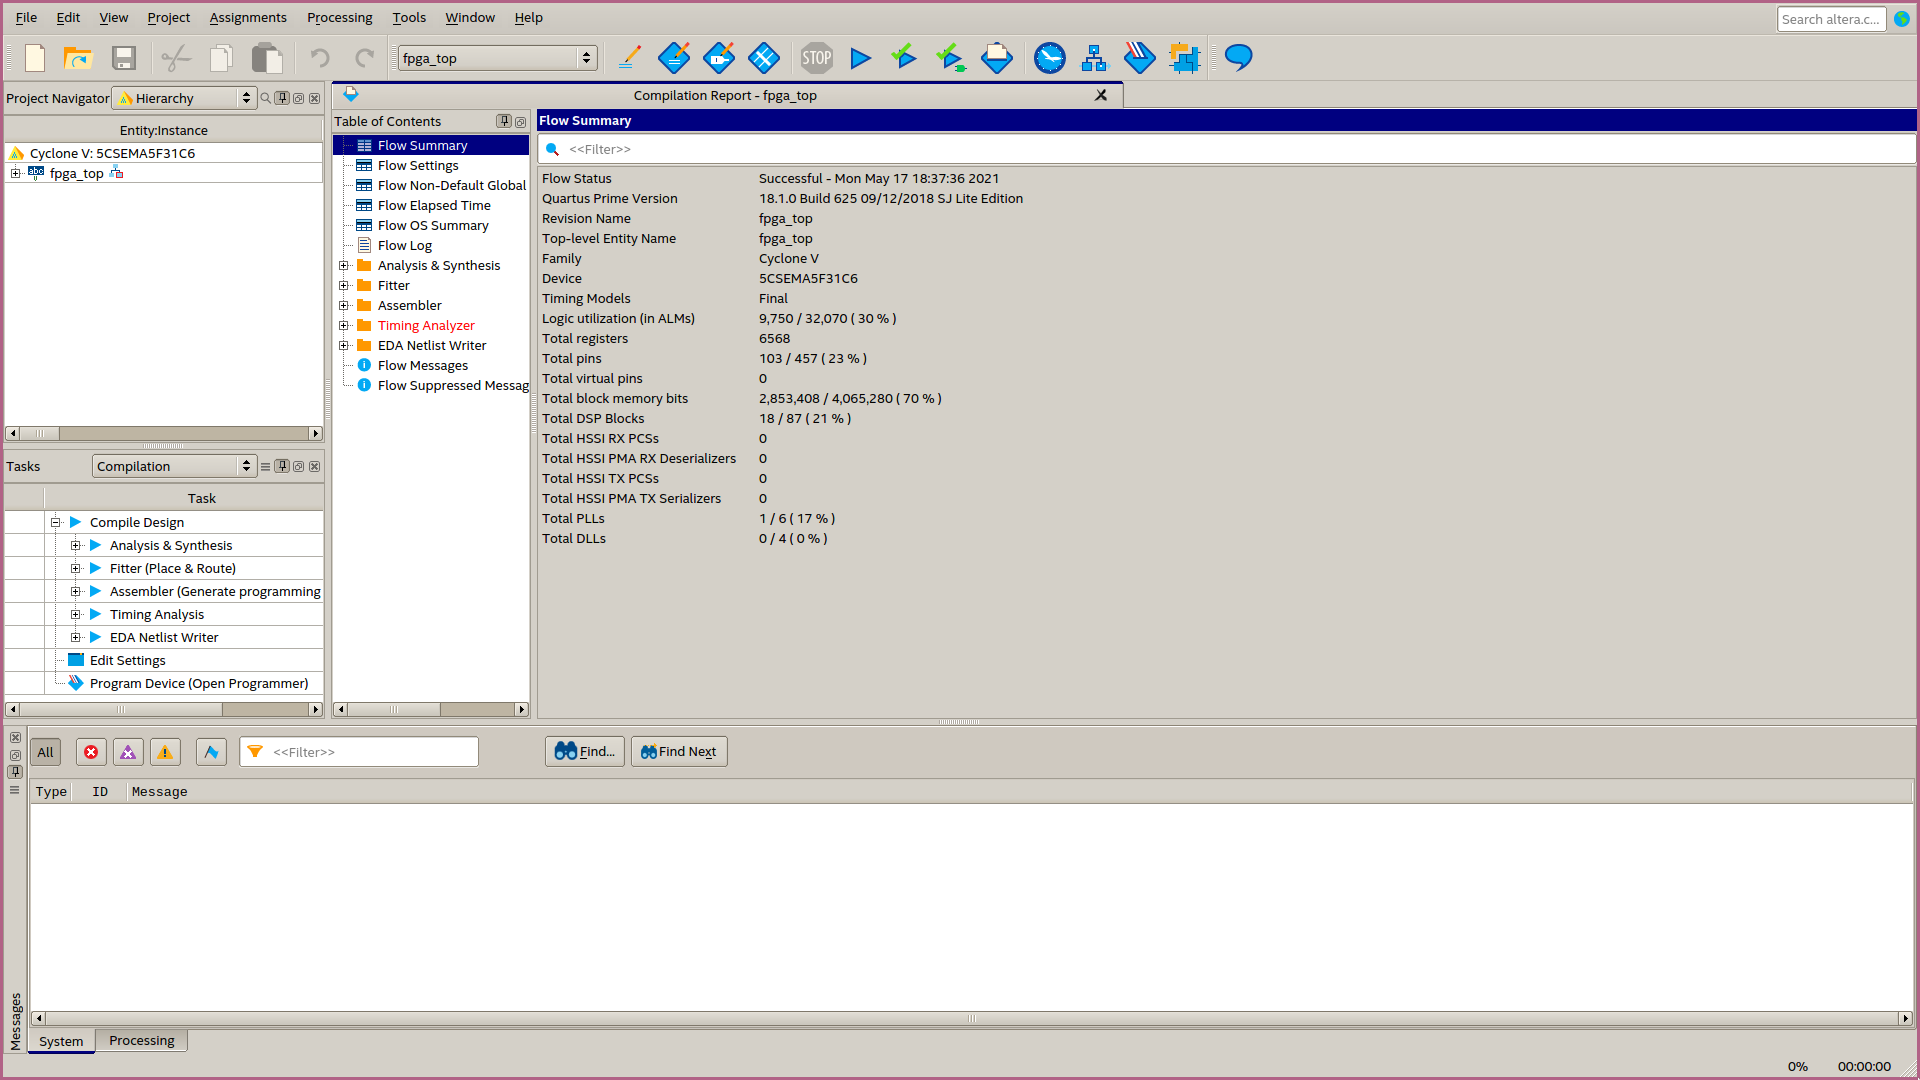 File Edit View Project Assignments Processing Tools Window Help
Search altera.c...
fpga_top
STOP
Project Navigator Hierarchy
Entity:Instance
Cyclone V: 5CSEMA5F31C6
abc fpga_top
Tasks Compilation
Task
Compile Design
Analysis & Synthesis
Fitter (Place & Route)
Assembler (Generate programming
Timing Analysis
EDA Netlist Writer
Edit Settings
Program Device (Open Programmer)
Compilation Report - fpga_top
Table of Contents
Flow Summary
Flow Settings
Flow Non-Default Global
Flow Elapsed Time
Flow OS Summary
Flow Log
Analysis & Synthesis
Fitter
Assembler
Timing Analyzer
EDA Netlist Writer
Flow Messages
Flow Suppressed Messag
Flow Summary
<<Filter>>
Flow Status Successful - Mon May 17 18:37:36 2021
Quartus Prime Version 18.1.0 Build 625 09/12/2018 SJ Lite Edition
Revision Name fpga_top
Top-level Entity Name fpga_top
Family Cyclone V
Device 5CSEMA5F31C6
Timing Models Final
Logic utilization (in ALMs) 9,750 / 32,070 ( 30 % )
Total registers 6568
Total pins 103 / 457 ( 23 % )
Total virtual pins 0
Total block memory bits 2,853,408 / 4,065,280 ( 70 % )
Total DSP Blocks 18 / 87 ( 21 % )
Total HSSI RX PCSs 0
Total HSSI PMA RX Deserializers 0
Total HSSI TX PCSs 0
Total HSSI PMA TX Serializers 0
Total PLLs 1 / 6 ( 17 % )
Total DLLs 0 / 4 ( 0 % )
All <<Filter>> Find... Find Next
Type ID Message
Messages
System Processing
0% 00:00:00